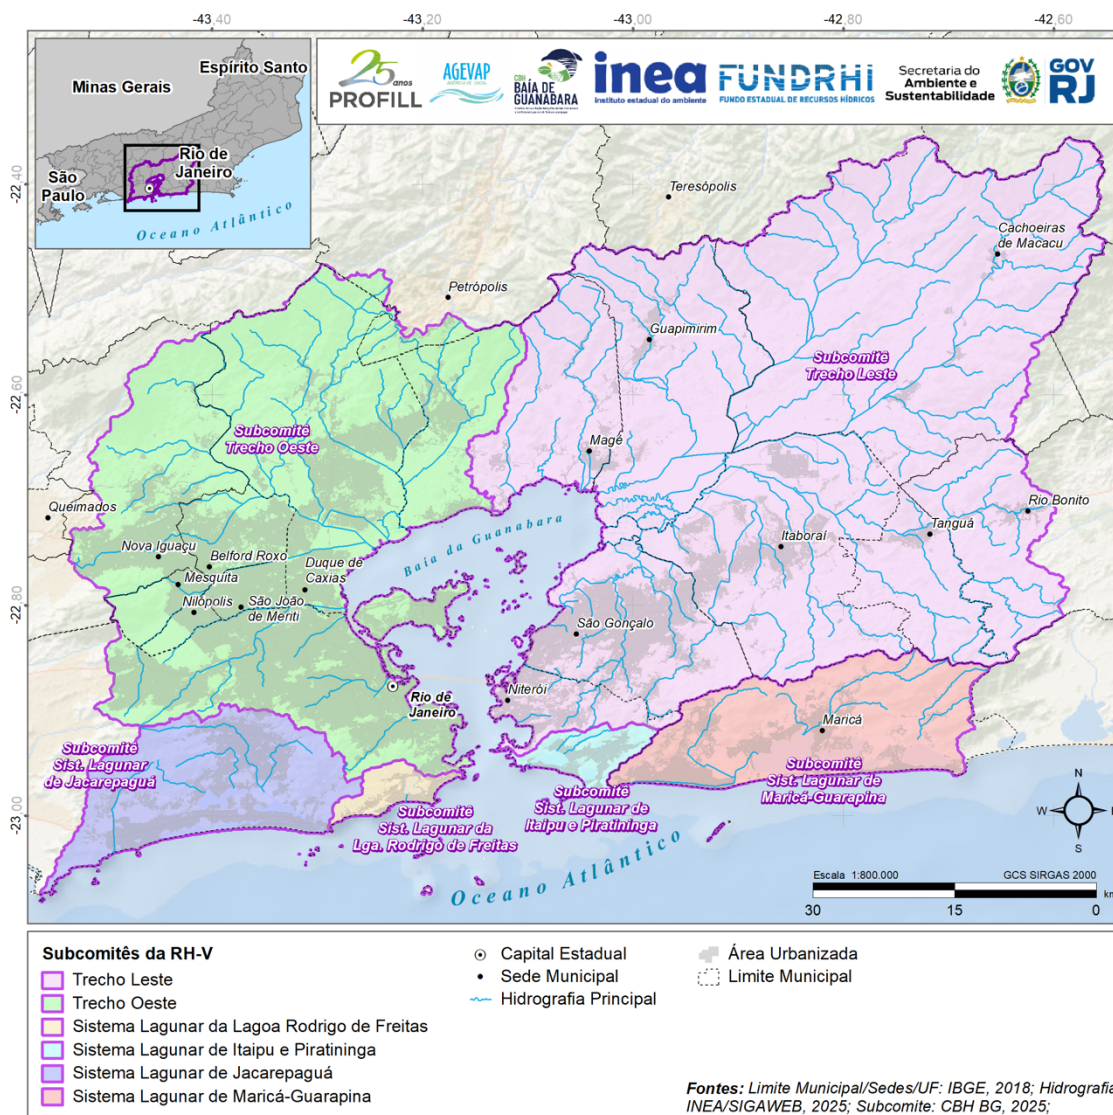 -43,40
-43,20
-43,00
-42,80
-42,60
Espírito Santo
Minas Gerais
Rio de
Janeiro
São
Paulo
Oceano Atlântico
25 anos
PROFILL
AGEVAP
CBH
BAÍA DE
GUANABARA
inea
instituto estadual do ambiente
FUNDRHI
FUNDO ESTADUAL DE RECURSOS HÍDRICOS
Secretaria do
Ambiente e
Sustentabilidade
GOV
RJ
-22,40
-22,60
-22,80
-23,00
Teresópolis
Cachoeiras
de Macacu
Petrópolis
Guapimirim
Subcomitê
Trecho Leste
Subcomitê
Trecho Oeste
Magé
Queimados
Rio Bonito
Baía da Guanabara
Tanguá
Itaboraí
Nova Iguaçu
Belford Roxo
Duque de
Caxias
Mesquita
Nilópolis
São João
de Meriti
São Gonçalo
Niterói
Rio de
Janeiro
Maricá
Subcomitê
Sist. Lagunar
de Jacarepaguá
Subcomitê
Sist. Lagunar da
Lga. Rodrigo de Freitas
Subcomitê
Sist. Lagunar de
Itaipu e Piratininga
Subcomitê
Sist. Lagunar de
Maricá-Guarapina
Oceano Atlântico
N
W
E
S
Escala 1:800.000
GCS SIRGAS 2000
30
15
0
km
Subcomitês da RH-V
Trecho Leste
Trecho Oeste
Sistema Lagunar da Lagoa Rodrigo de Freitas
Sistema Lagunar de Itaipu e Piratininga
Sistema Lagunar de Jacarepaguá
Sistema Lagunar de Maricá-Guarapina
Capital Estadual
Sede Municipal
Hidrografia Principal
Área Urbanizada
Limite Municipal
Fontes: Limite Municipal/Sedes/UF: IBGE, 2018; Hidrografia
INEA/SIGAWEB, 2025; Subcomite: CBH BG, 2025;